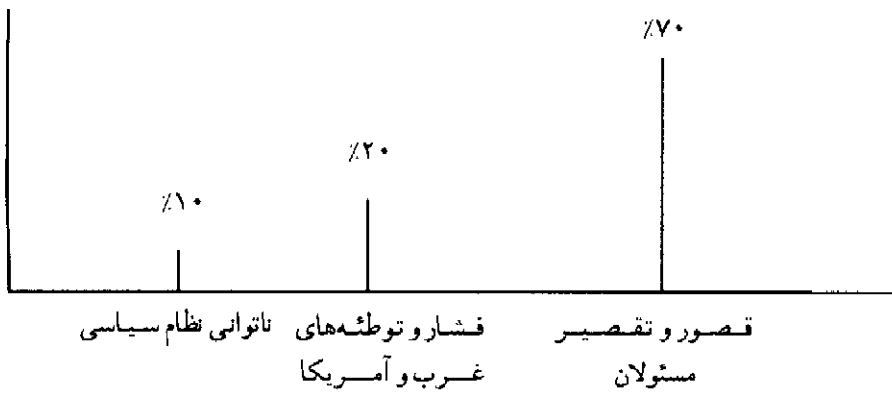 ٪۷۰
٪۲۰
٪۱۰
قصور و تقصیر
مسئولان
فشار و توطئه‌های
غرب و آمریکا
ناتوانی نظام سیاسی